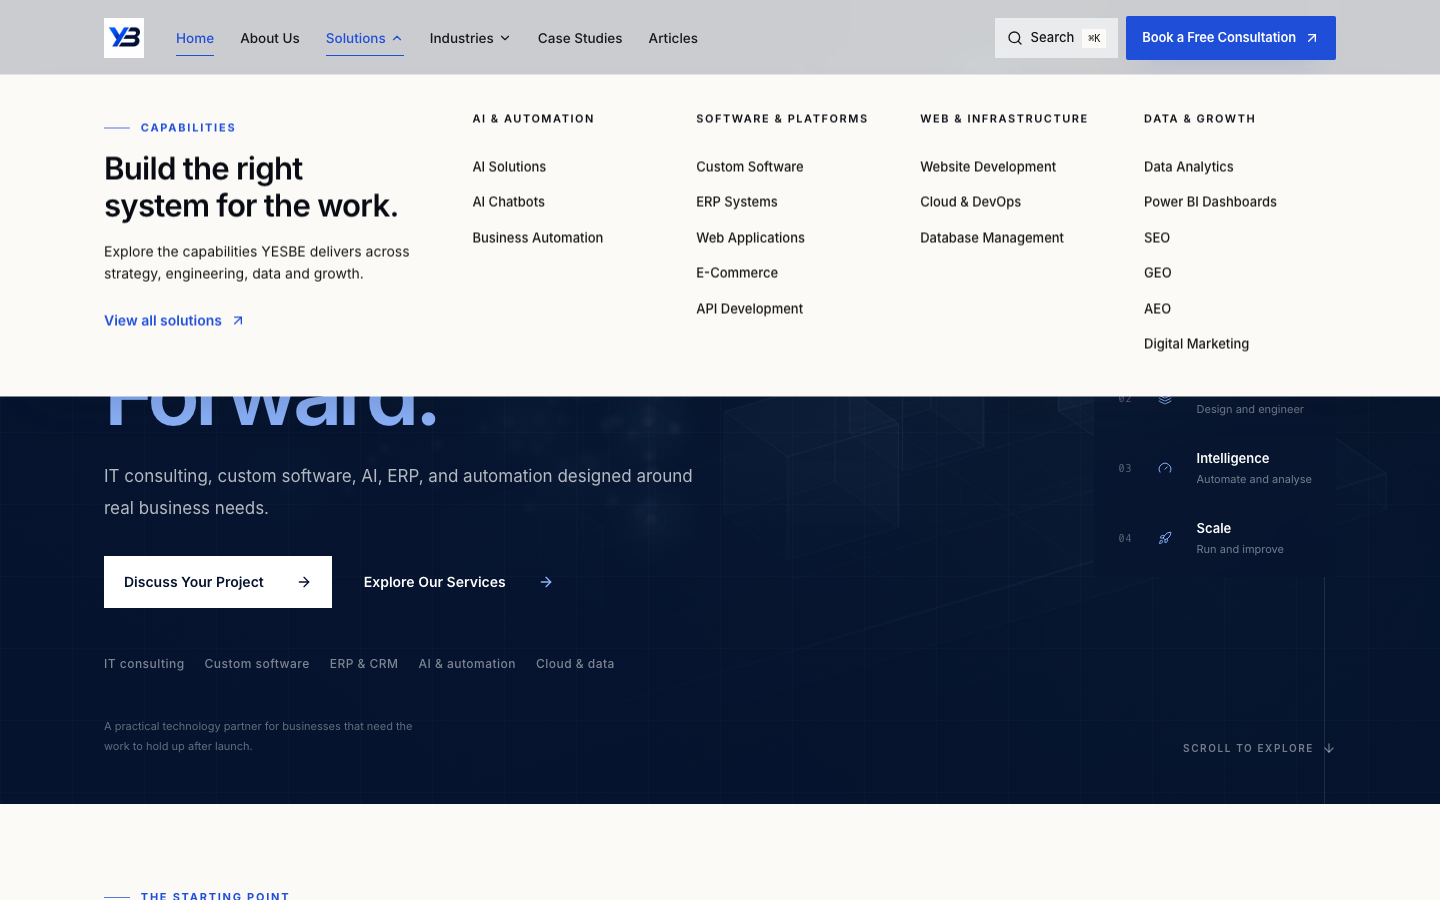 YB
Home
About Us
Solutions
Industries
Case Studies
Articles
Search
⌘K
Book a Free Consultation
CAPABILITIES
Build the right
system for the work.
Explore the capabilities YESBE delivers across
strategy, engineering, data and growth.
View all solutions
AI & AUTOMATION
AI Solutions
AI Chatbots
Business Automation
SOFTWARE & PLATFORMS
Custom Software
ERP Systems
Web Applications
E-Commerce
API Development
WEB & INFRASTRUCTURE
Website Development
Cloud & DevOps
Database Management
DATA & GROWTH
Data Analytics
Power BI Dashboards
SEO
GEO
AEO
Digital Marketing
Forward.
IT consulting, custom software, AI, ERP, and automation designed around
real business needs.
Discuss Your Project
Explore Our Services
IT consulting
Custom software
ERP & CRM
AI & automation
Cloud & data
A practical technology partner for businesses that need the
work to hold up after launch.
02
Design and engineer
03
Intelligence
Automate and analyse
04
Scale
Run and improve
SCROLL TO EXPLORE
THE STARTING POINT